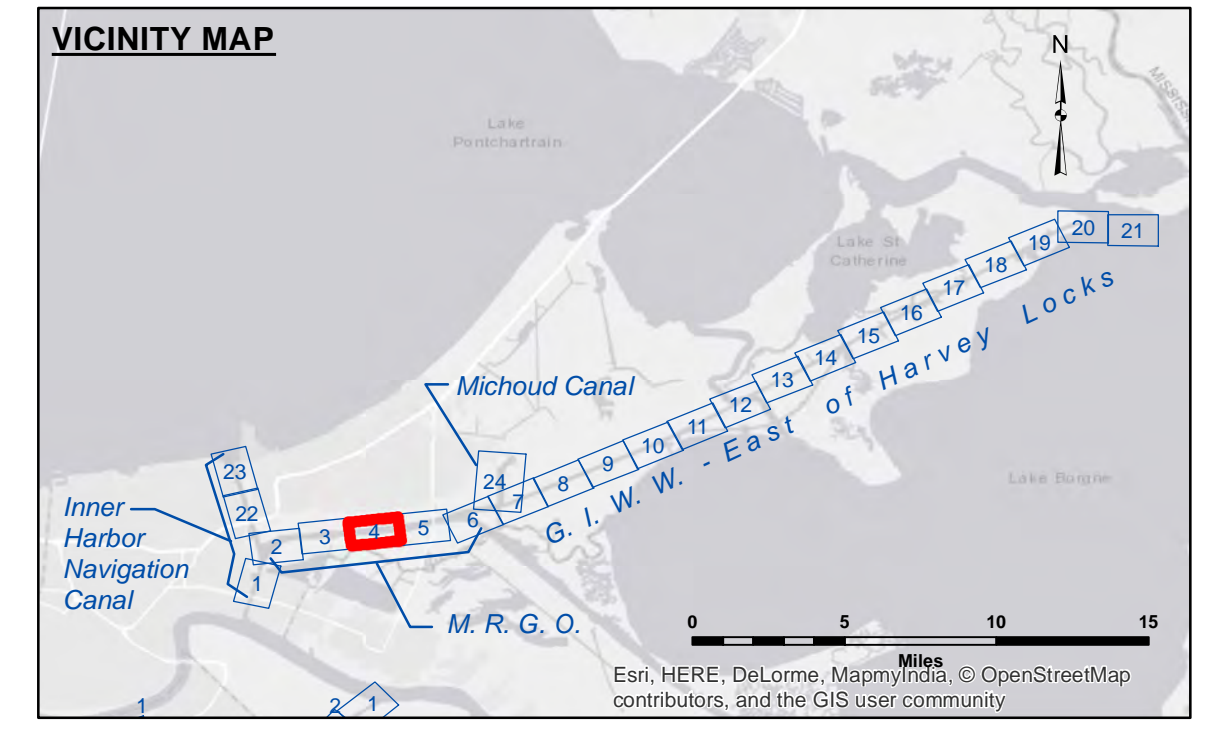 VICINITY MAP
N
MISSISS
Lake
Pontchartrain
Lake St
Catherine
20
21
19
18
17
16
15
14
13
12
11
10
9
8
7
6
24
5
4
3
2
1
22
23
Michoud Canal
G. I. W. W. - East of Harvey Locks
Lake Borgne
Inner
Harbor
Navigation
Canal
M. R. G. O.
0 5 10 15
Miles
Esri, HERE, DeLorme, MapmyIndia, © OpenStreetMap
contributors, and the GIS user community
1
2
1